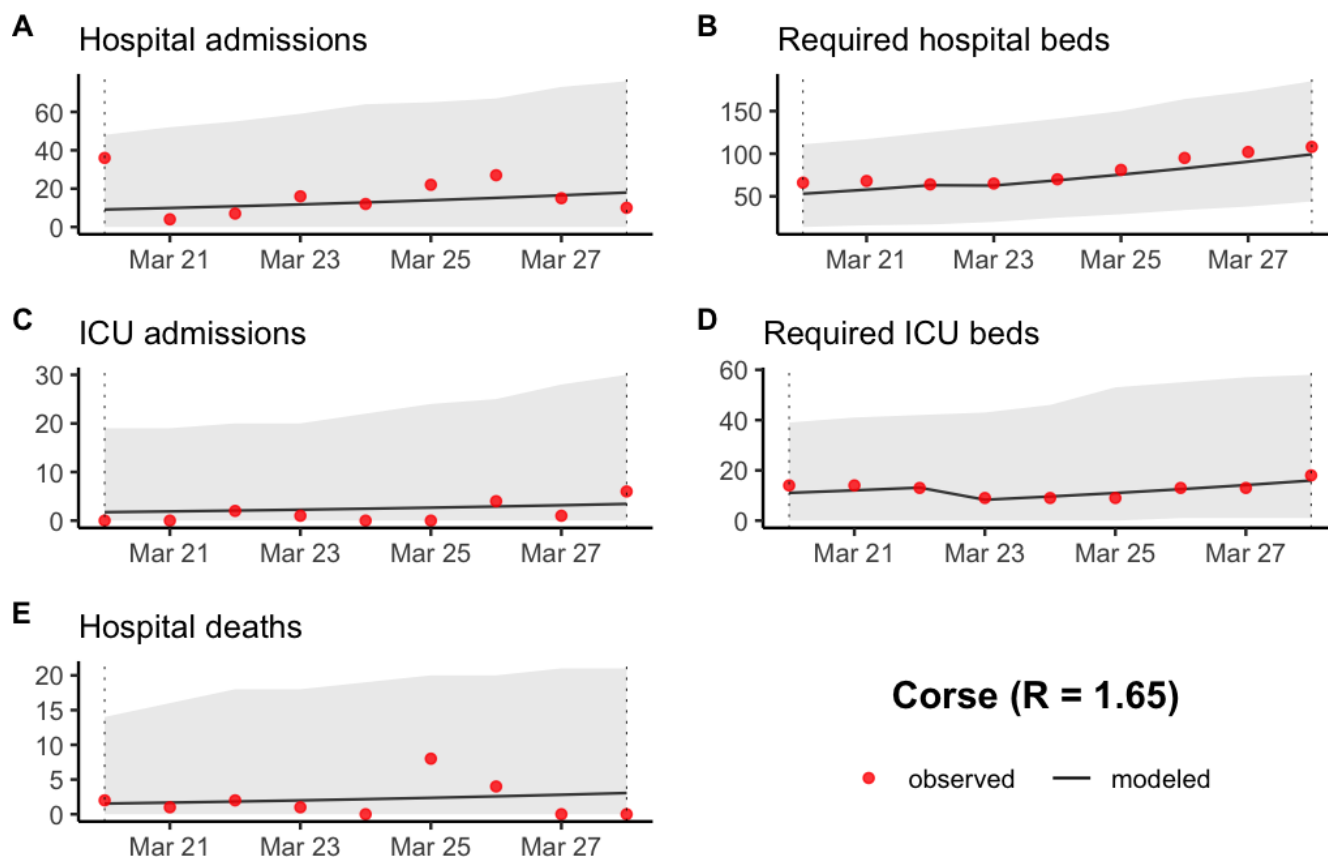 A
Hospital admissions
60
40
20
0
Mar 21 Mar 23 Mar 25 Mar 27
B
Required hospital beds
150
100
50
Mar 21 Mar 23 Mar 25 Mar 27
C
ICU admissions
30
20
10
0
Mar 21 Mar 23 Mar 25 Mar 27
D
Required ICU beds
60
40
20
0
Mar 21 Mar 23 Mar 25 Mar 27
E
Hospital deaths
20
15
10
5
0
Mar 21 Mar 23 Mar 25 Mar 27
Corse (R = 1.65)
observed modeled